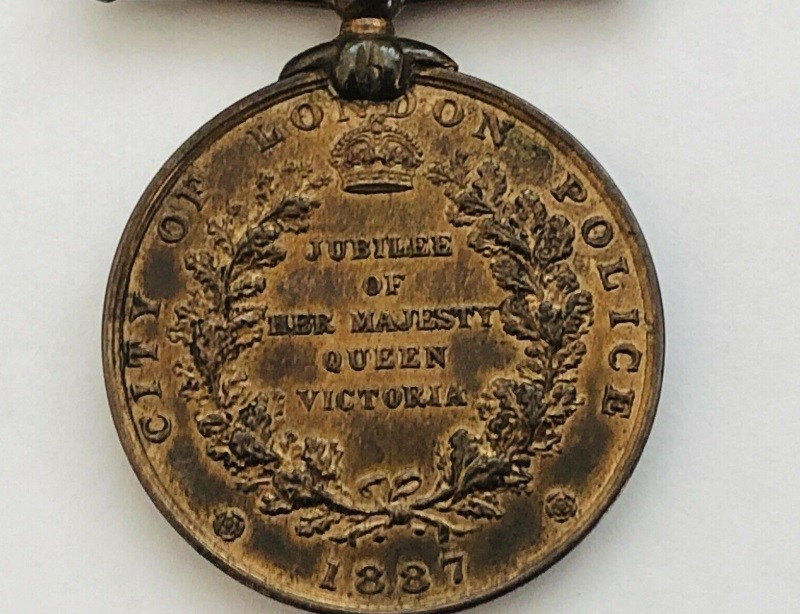 CITY OF LONDON POLICE
JUBILEE
OF
HER MAJESTY
QUEEN
VICTORIA
1887